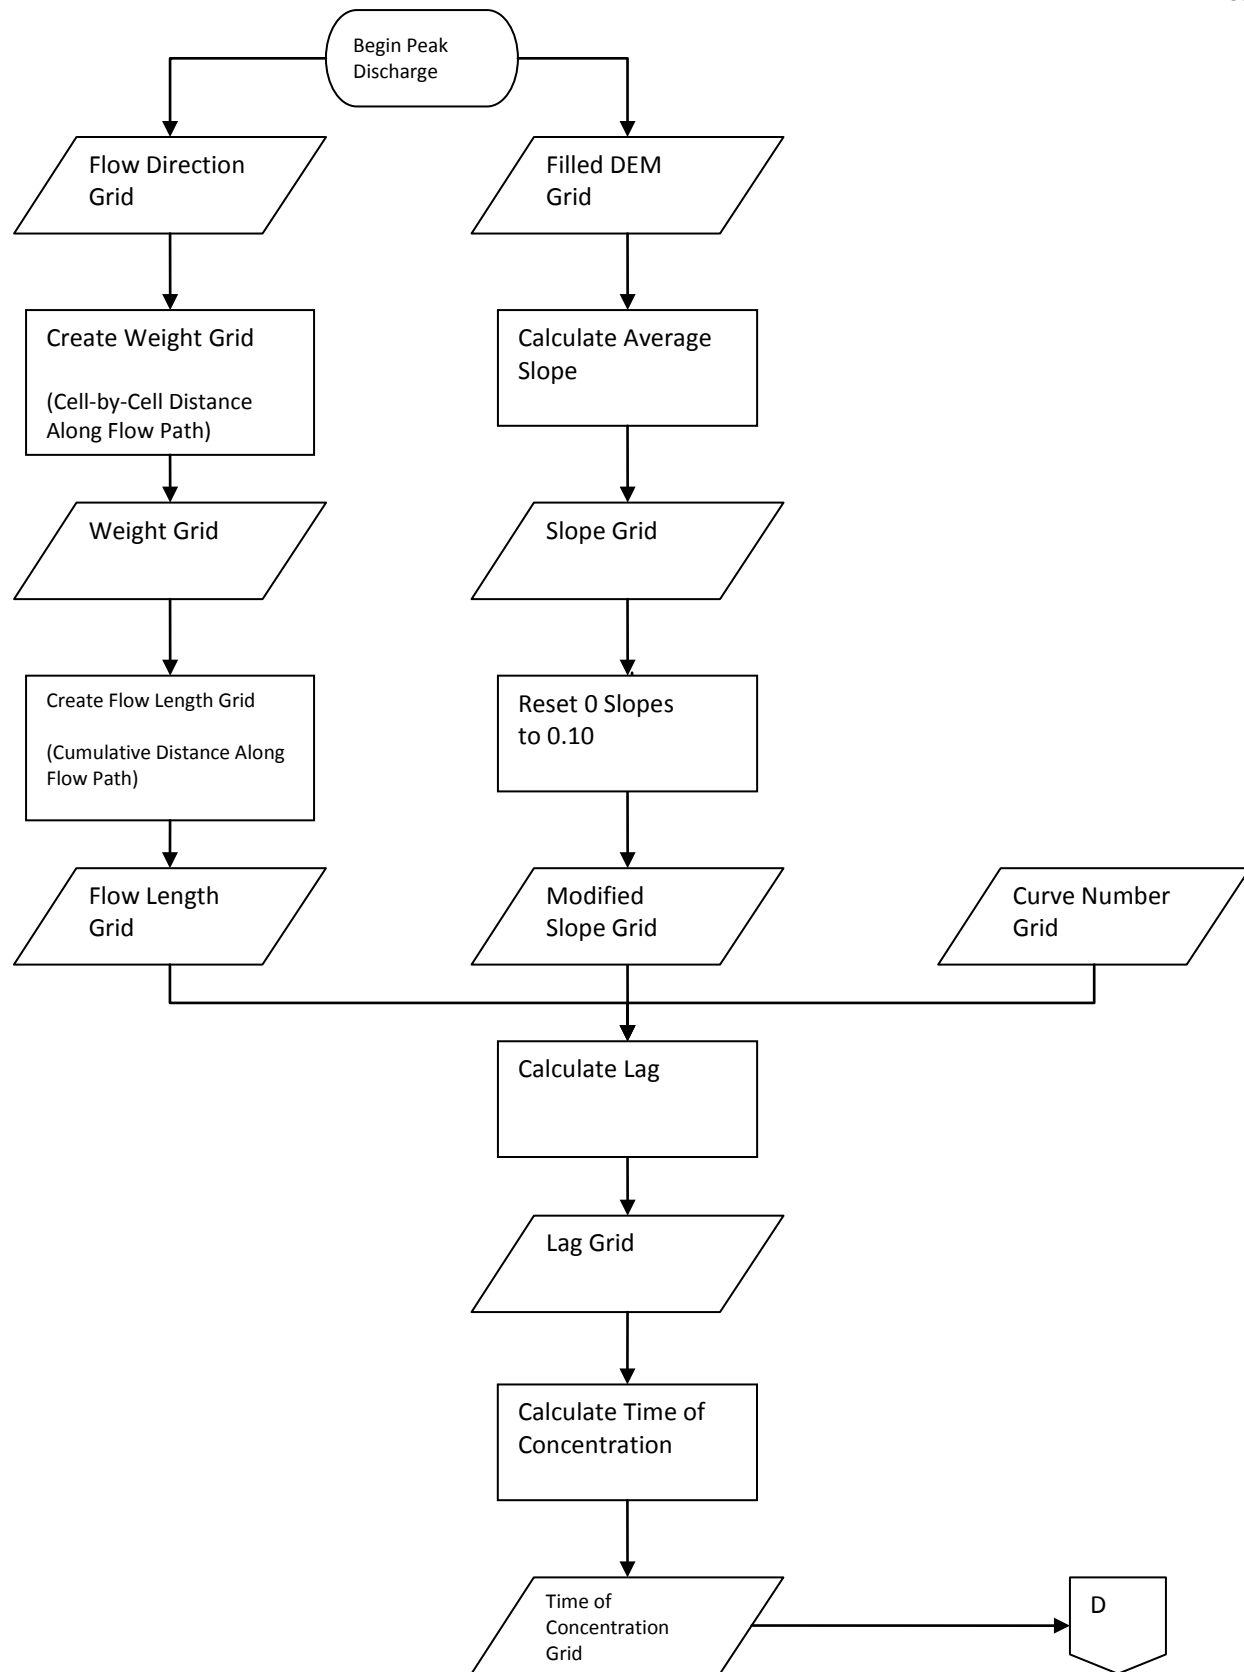 Begin Peak
Discharge
Flow Direction
Grid
Filled DEM
Grid
Create Weight Grid
(Cell-by-Cell Distance
Along Flow Path)
Calculate Average
Slope
Weight Grid
Slope Grid
Create Flow Length Grid
(Cumulative Distance Along
Flow Path)
Reset 0 Slopes
to 0.10
Flow Length
Grid
Modified
Slope Grid
Curve Number
Grid
Calculate Lag
Lag Grid
Calculate Time of
Concentration
Time of
Concentration
Grid
D